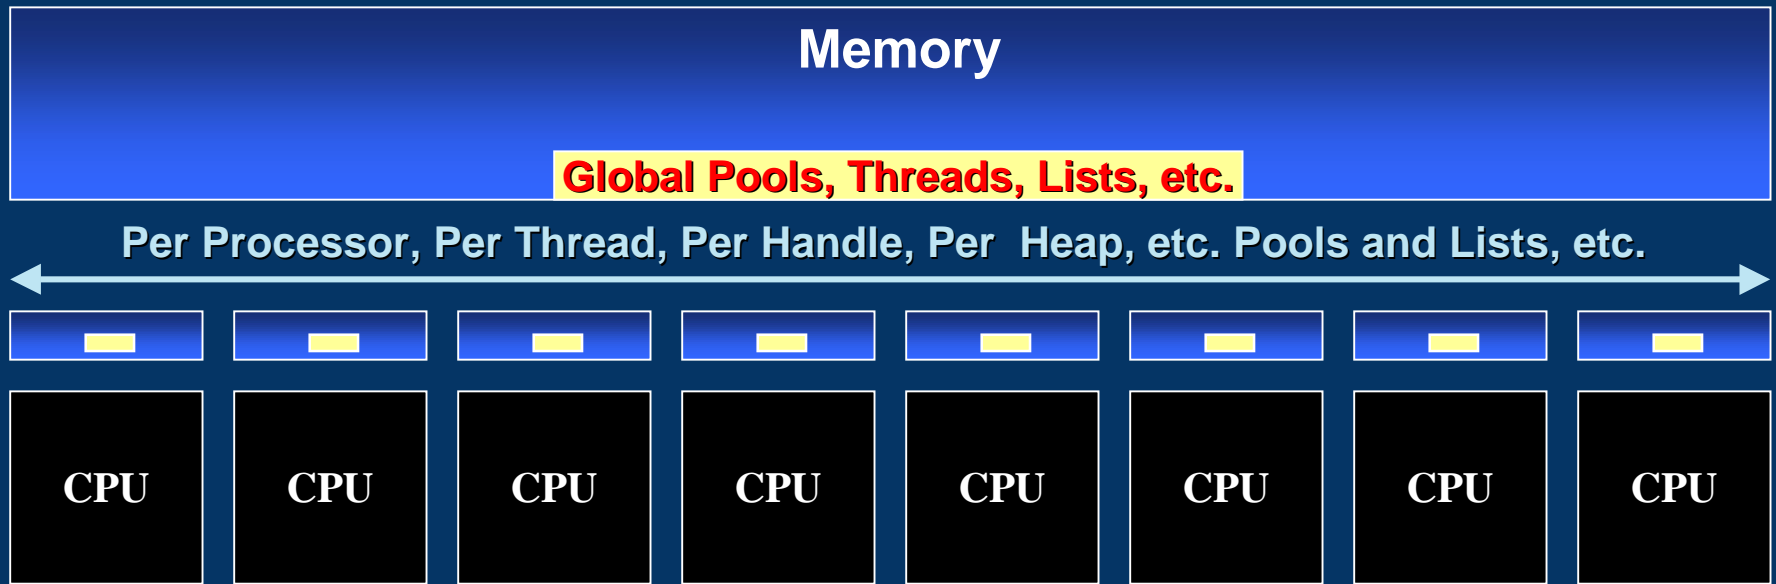 Memory
Global Pools, Threads, Lists, etc.
Per Processor, Per Thread, Per Handle, Per  Heap, etc. Pools and Lists, etc.
CPU CPU CPU CPU CPU CPU CPU CPU